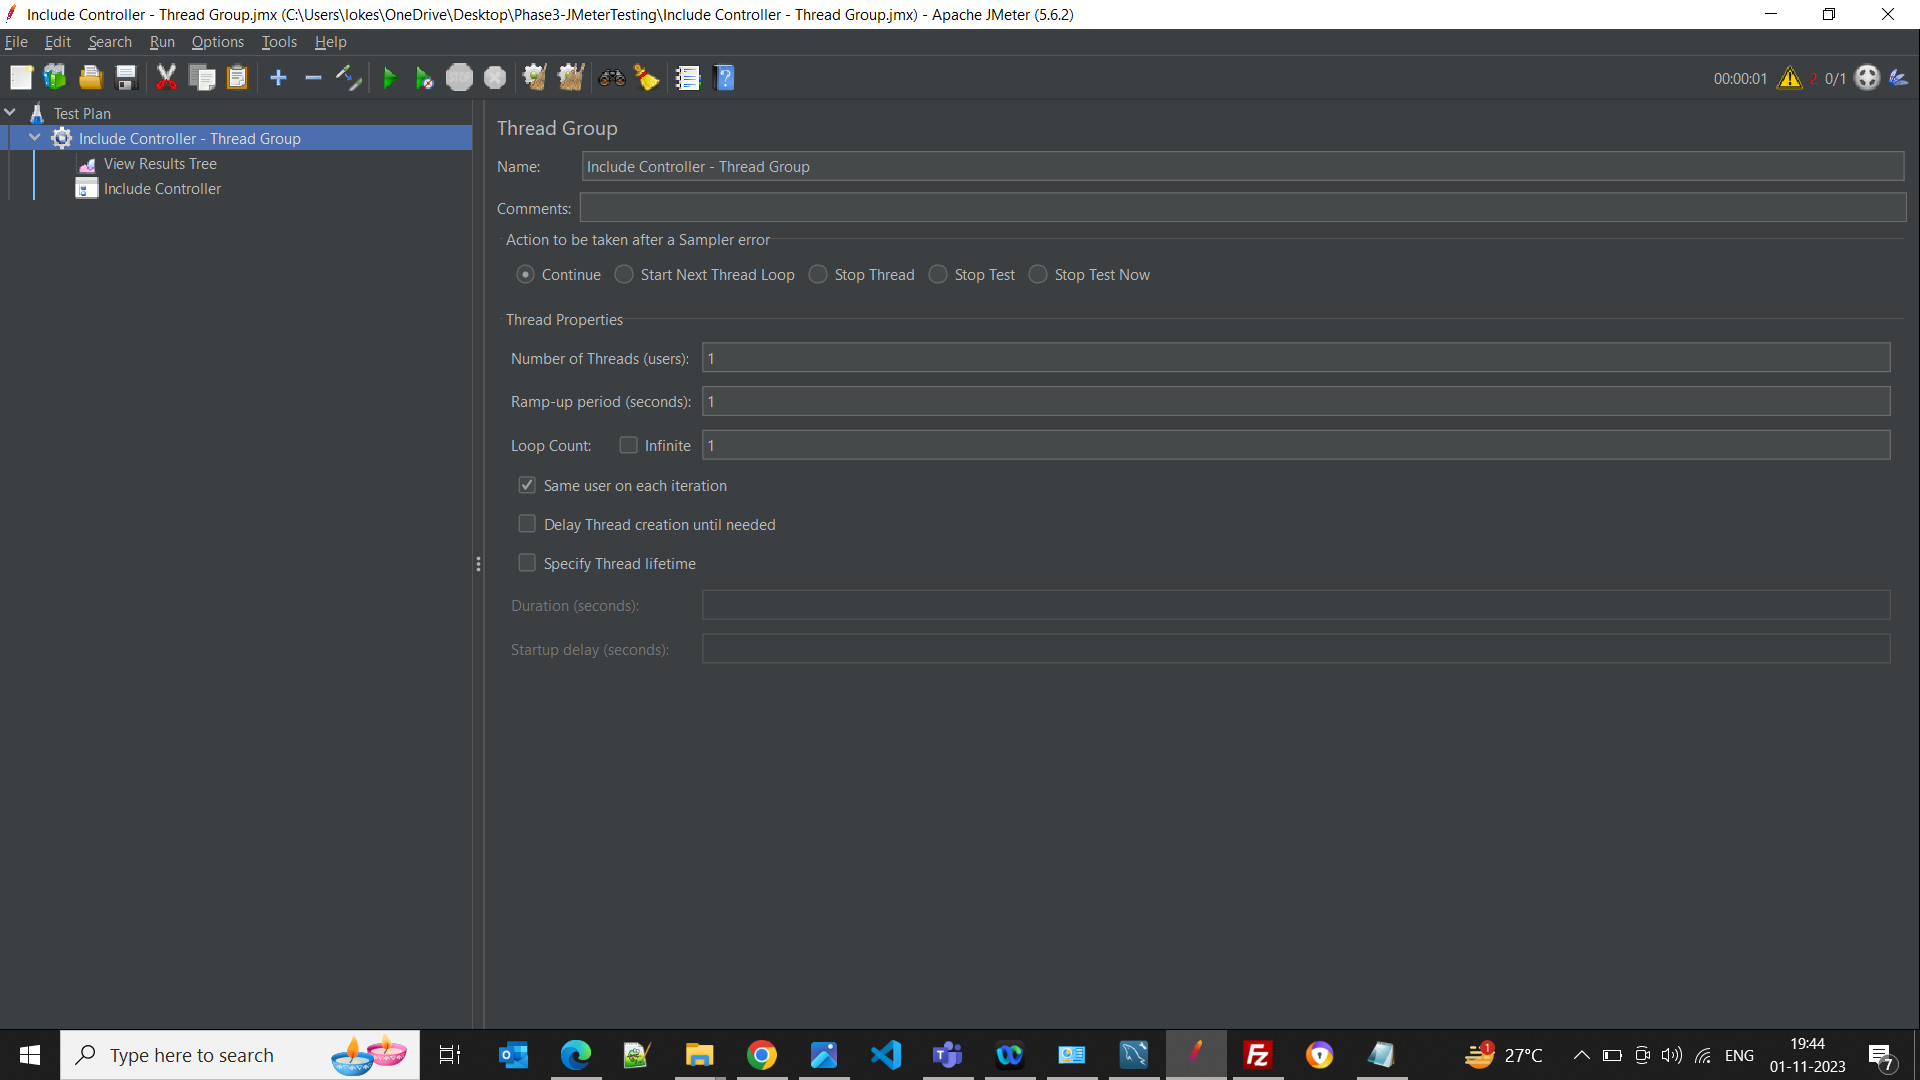 Include Controller - Thread Group.jmx (C:\Users\lokes\OneDrive\Desktop\Phase3-JMeterTesting\Include Controller - Thread Group.jmx) - Apache JMeter (5.6.2)
File Edit Search Run Options Tools Help
STOP
00:00:01 2 0/1
Test Plan
Include Controller - Thread Group
View Results Tree
Include Controller
Thread Group
Name: Include Controller - Thread Group
Comments:
Action to be taken after a Sampler error
Continue Start Next Thread Loop Stop Thread Stop Test Stop Test Now
Thread Properties
Number of Threads (users): 1
Ramp-up period (seconds): 1
Loop Count: Infinite 1
Same user on each iteration
Delay Thread creation until needed
Specify Thread lifetime
Duration (seconds):
Startup delay (seconds):
Type here to search
1
27°C
ENG
19:44
01-11-2023
7